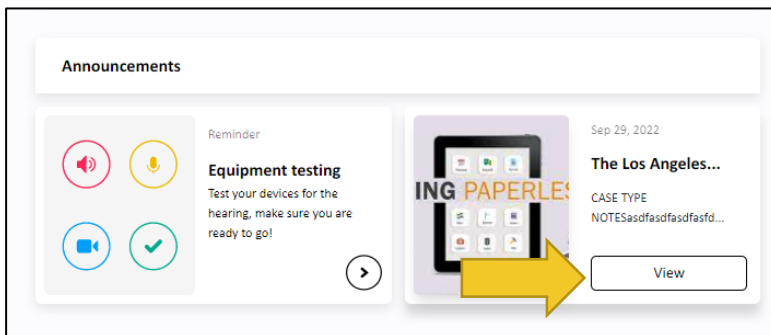 Announcements
Reminder
Equipment testing
Test your devices for the
hearing, make sure you are
ready to go!
ING PAPERLES
Sep 29, 2022
The Los Angeles...
CASE TYPE
NOTESasdfasdfasdfasfd...
View